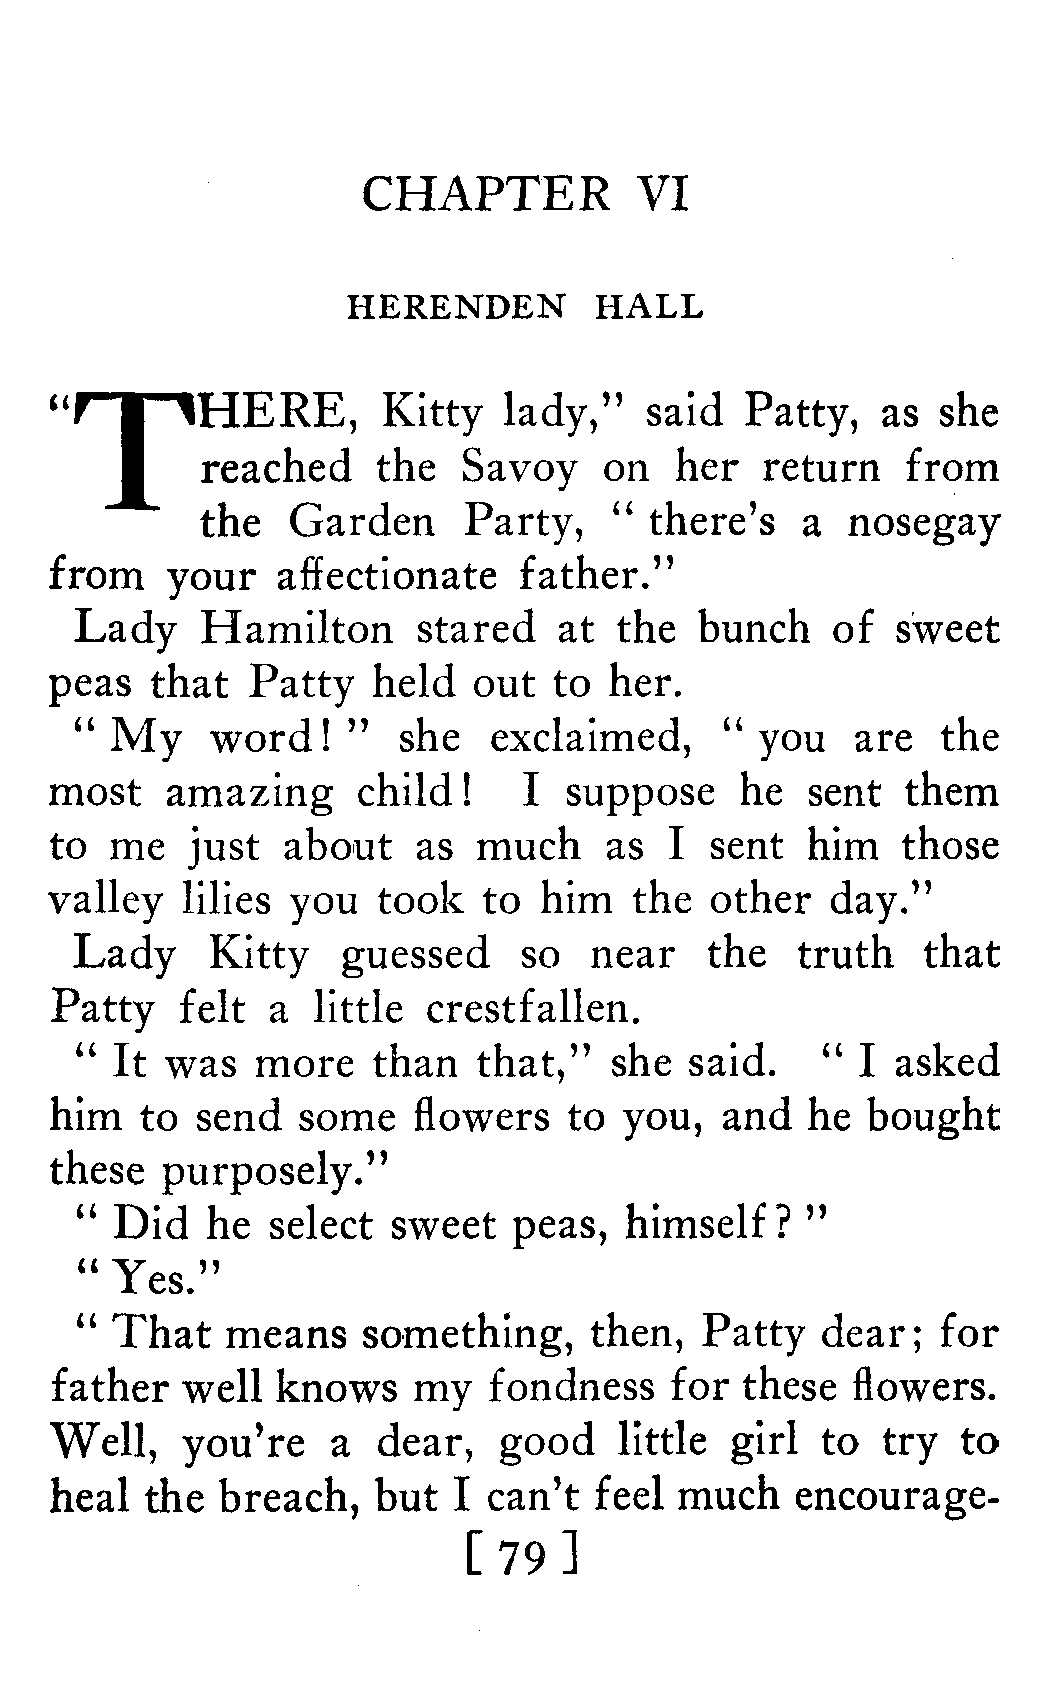 CHAPTER VI
HERENDEN HALL
"THERE, Kitty lady," said Patty, as she
reached the Savoy on her return from
the Garden Party, " there's a nosegay
from your affectionate father."
Lady Hamilton stared at the bunch of sweet
peas that Patty held out to her.
" My word! " she exclaimed, " you are the
most amazing child! I suppose he sent them
to me just about as much as I sent him those
valley lilies you took to him the other day."
Lady Kitty guessed so near the truth that
Patty felt a little crestfallen.
" It was more than that," she said. " I asked
him to send some flowers to you, and he bought
these purposely."
" Did he select sweet peas, himself? "
" Yes."
" That means something, then, Patty dear; for
father well knows my fondness for these flowers.
Well, you're a dear, good little girl to try to
heal the breach, but I can't feel much encourage-
[ 79 ]